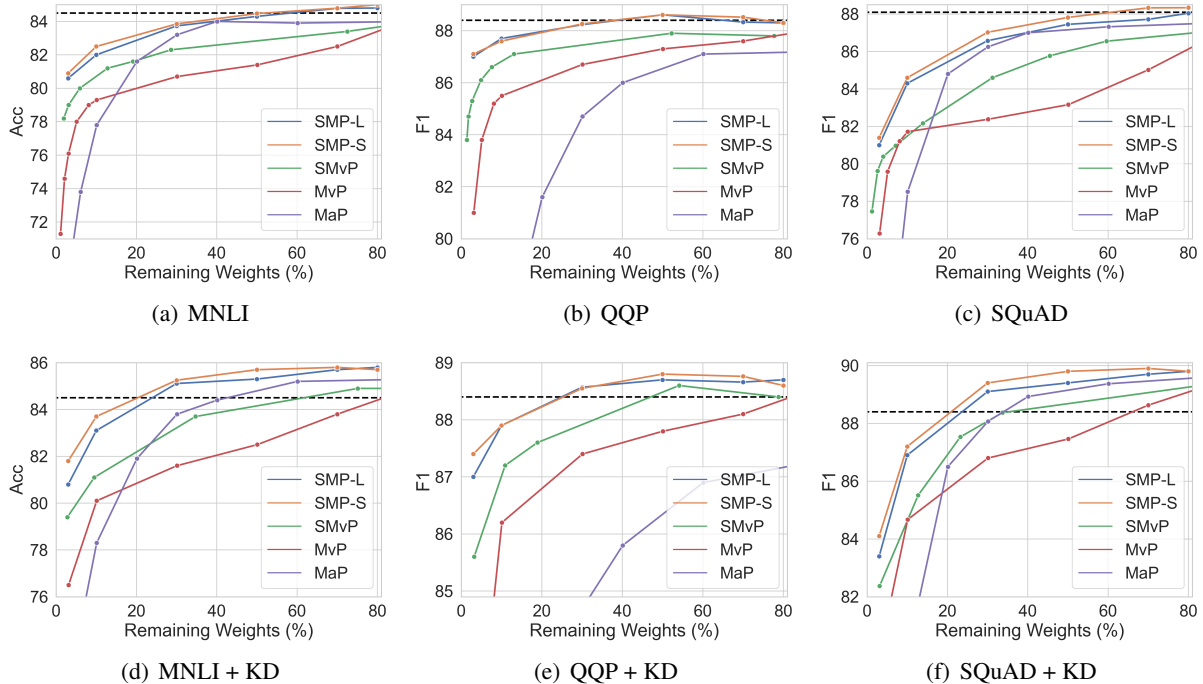 84
82
80
78
76
74
72
Acc
0 20 40 60 80
Remaining Weights (%)
SMP-L
SMP-S
SMvP
MvP
MaP
(a) MNLI
88
86
84
82
80
F1
0 20 40 60 80
Remaining Weights (%)
SMP-L
SMP-S
SMvP
MvP
MaP
(b) QQP
88
86
84
82
80
78
76
F1
0 20 40 60 80
Remaining Weights (%)
SMP-L
SMP-S
SMvP
MvP
MaP
(c) SQuAD
86
84
82
80
78
76
Acc
0 20 40 60 80
Remaining Weights (%)
SMP-L
SMP-S
SMvP
MvP
MaP
(d) MNLI + KD
89
88
87
86
85
F1
0 20 40 60 80
Remaining Weights (%)
SMP-L
SMP-S
SMvP
MvP
MaP
(e) QQP + KD
90
88
86
84
82
F1
0 20 40 60 80
Remaining Weights (%)
SMP-L
SMP-S
SMvP
MvP
MaP
(f) SQuAD + KD